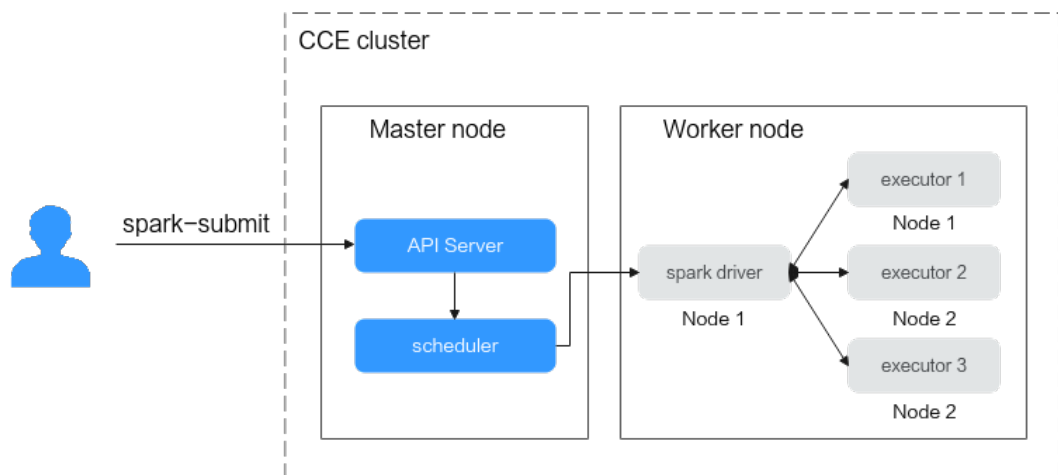 CCE cluster
Master node
Worker node
spark-submit
API Server
scheduler
spark driver
Node 1
executor 1
Node 1
executor 2
Node 2
executor 3
Node 2